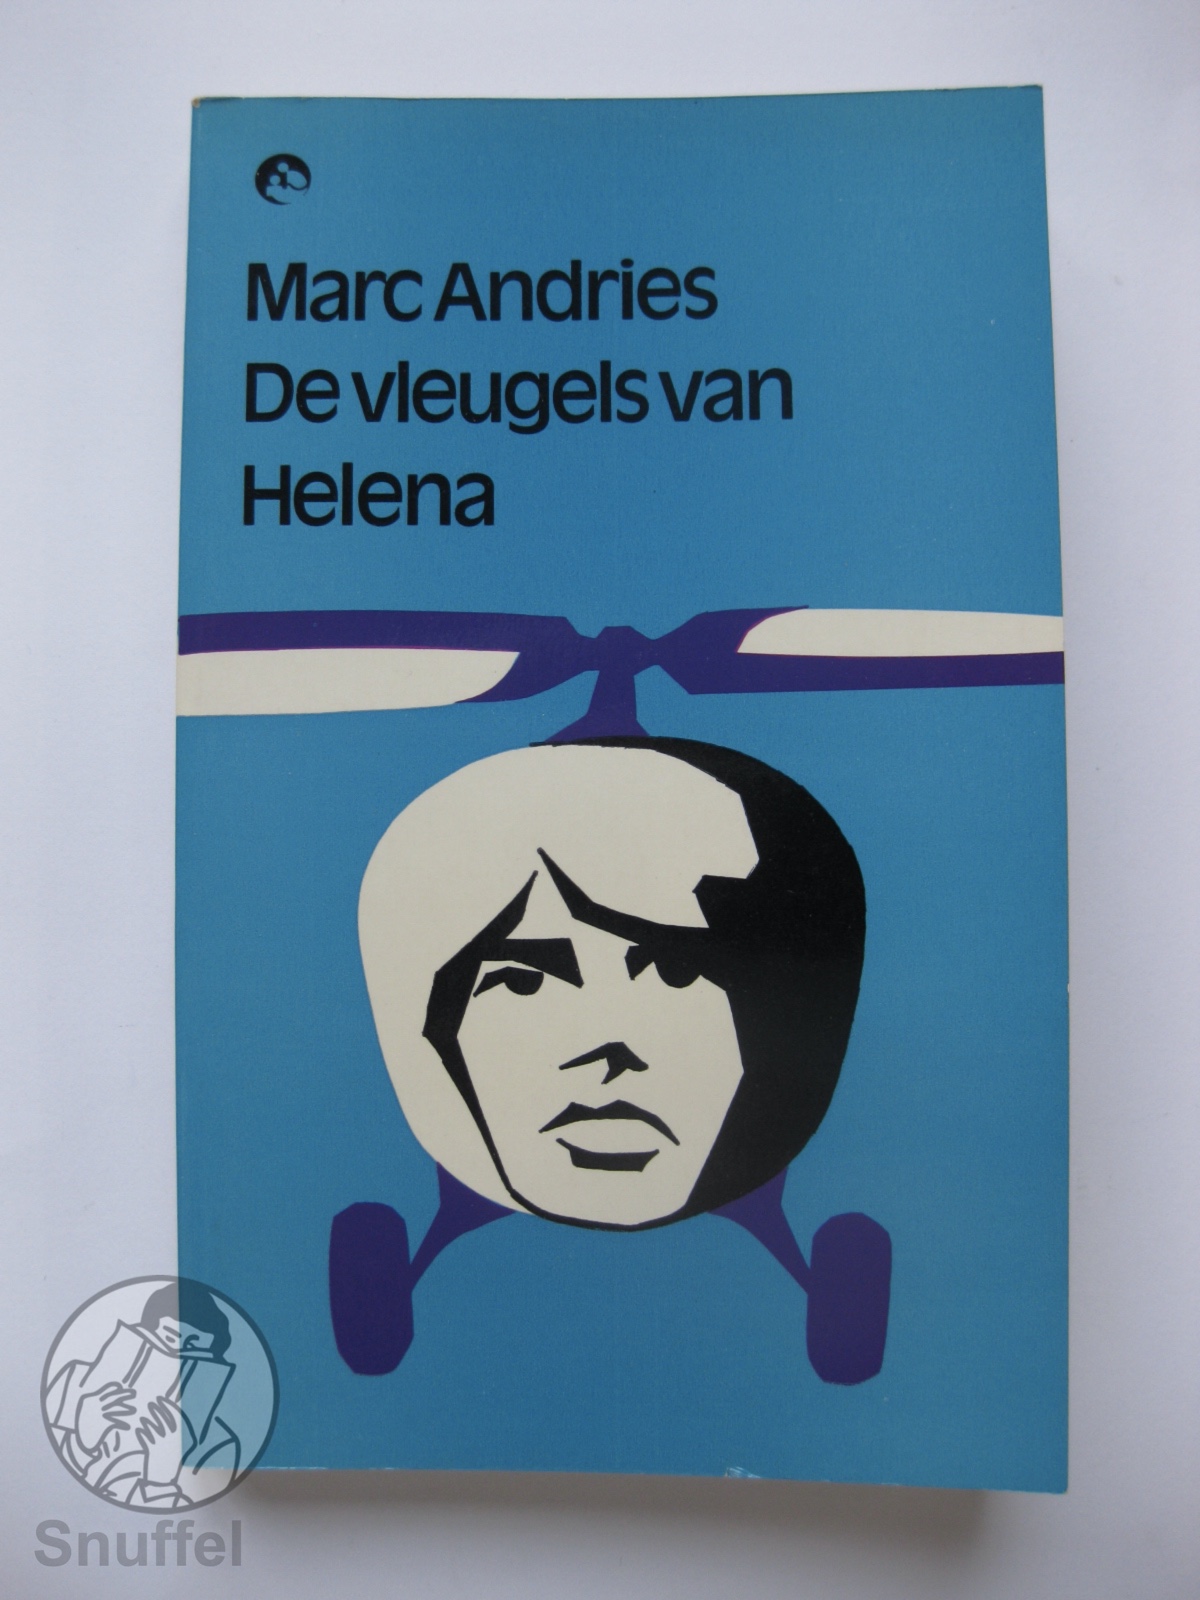 Marc Andries
De vleugels van
Helena
Snuffel